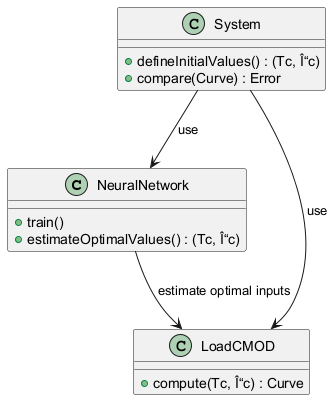 C System
+defineInitialValues() : (Tc, Î“c)
+compare(Curve) : Error
use
C NeuralNetwork
+train()
+estimateOptimalValues() : (Tc, Î“c)
use
estimate optimal inputs
C LoadCMOD
+compute(Tc, Î“c) : Curve